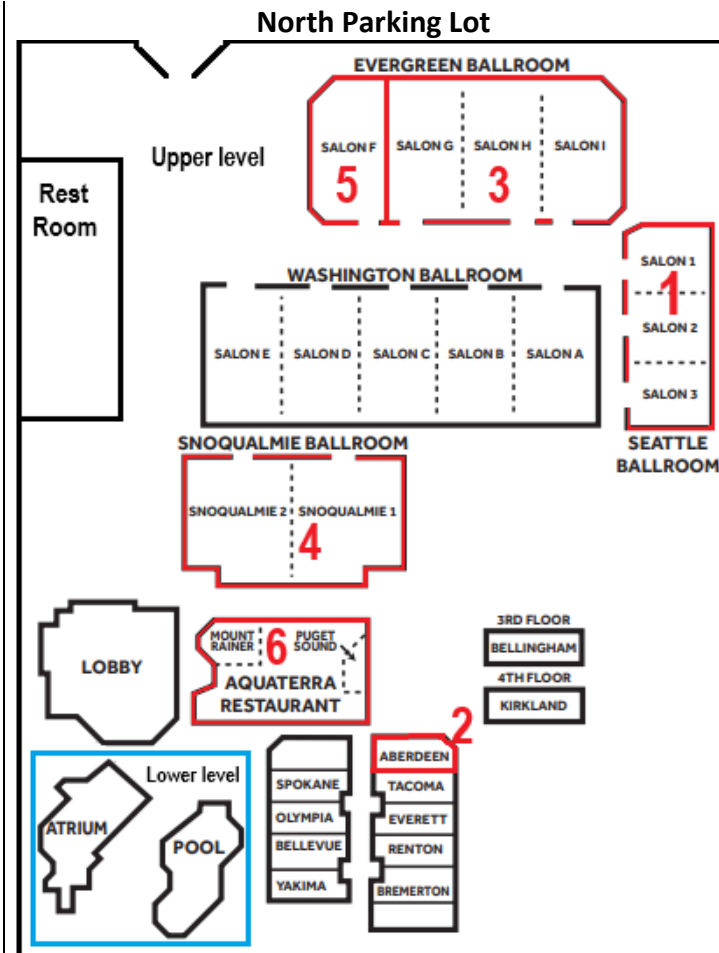 North Parking Lot
EVERGREEN BALLROOM
Upper level
SALON F
SALON G
SALON H
SALON I
5
3
Rest
Room
SALON 1
1
SALON 2
SALON 3
SEATTLE
BALLROOM
WASHINGTON BALLROOM
SALON E
SALON D
SALON C
SALON B
SALON A
SNOQUALMIE BALLROOM
SNOQUALMIE 2
SNOQUALMIE 1
4
LOBBY
MOUNT
RAINER
6
PUGET
SOUND
AQUATERRA
RESTAURANT
3RD FLOOR
BELLINGHAM
4TH FLOOR
KIRKLAND
2
Lower level
ATRIUM
POOL
SPOKANE
OLYMPIA
BELLEVUE
YAKIMA
ABERDEEN
TACOMA
EVERETT
RENTON
BREMERTON